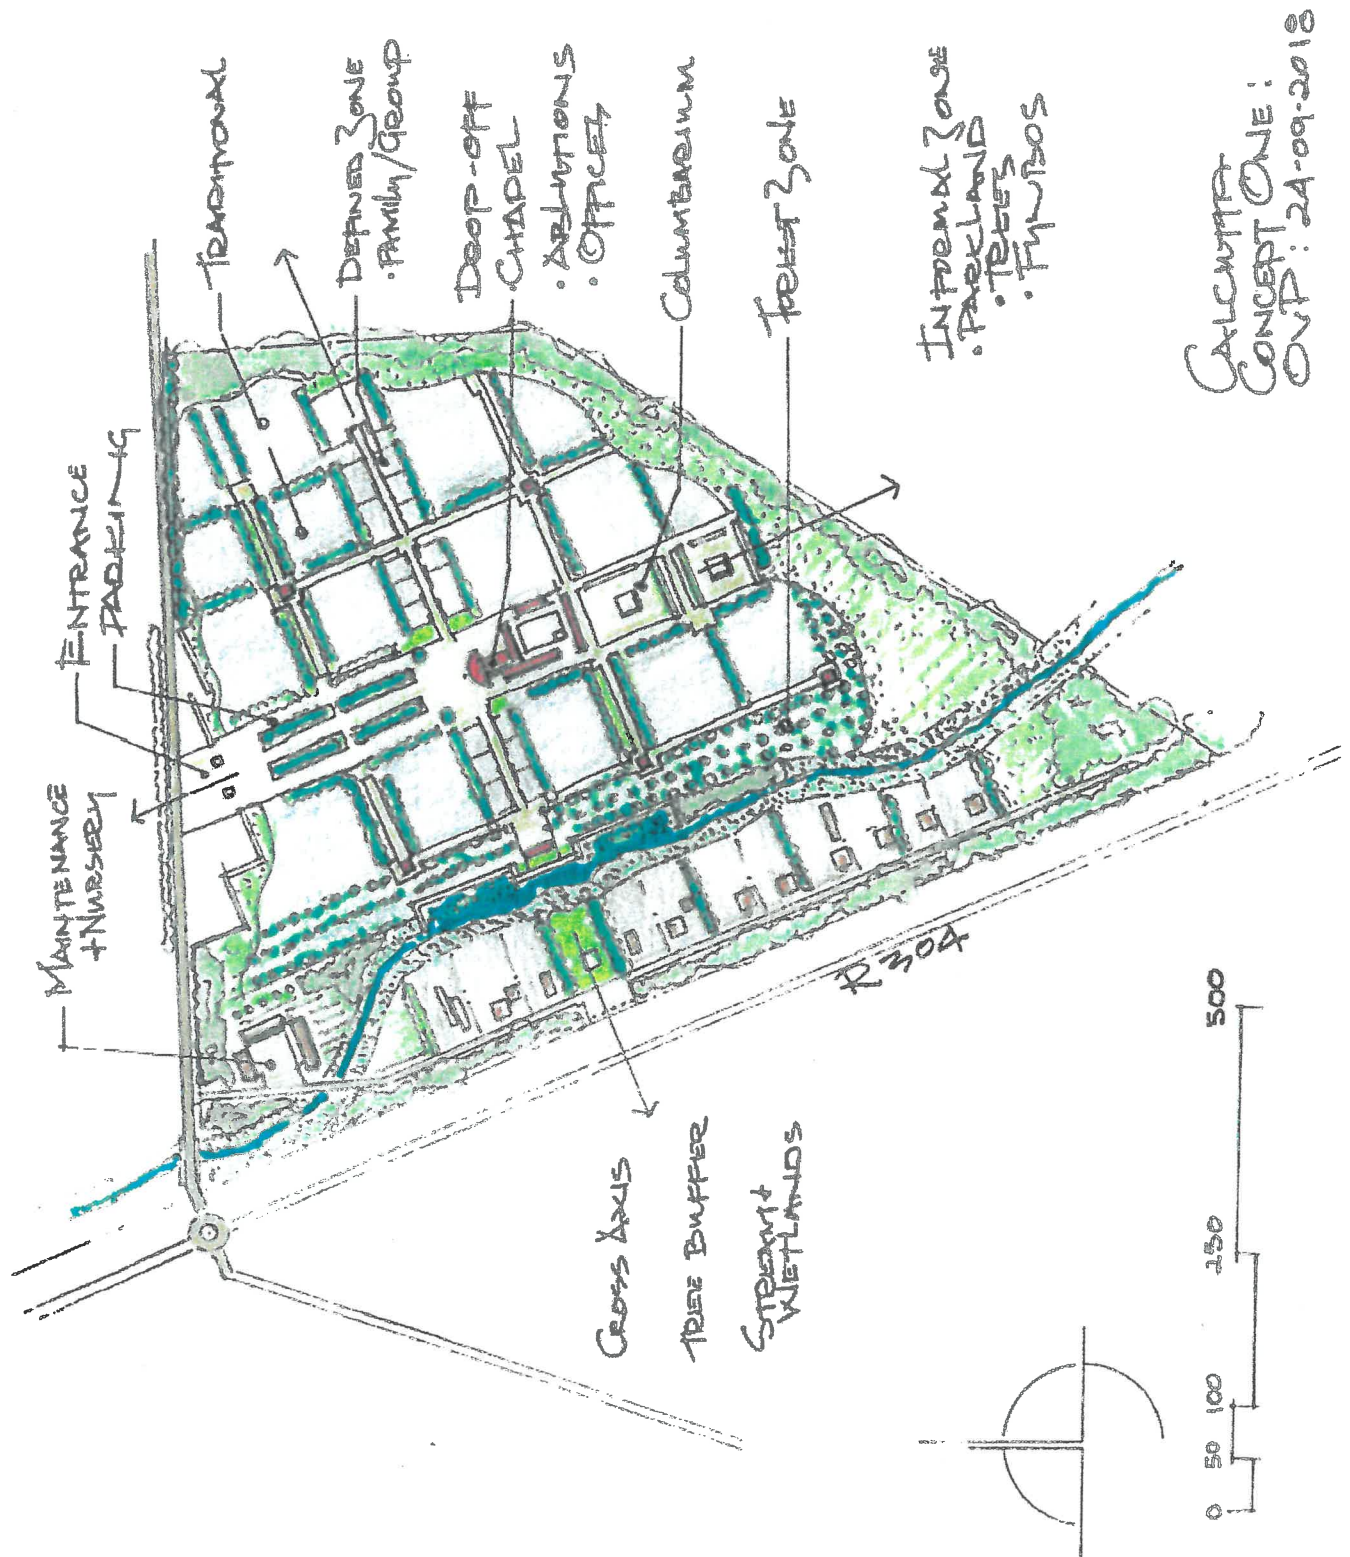 MAINTENANCE
+ NURSERY
ENTRANCE
PARKING
TRADITIONAL
DEFINED ZONE
· FAMILY/GROUP
DROP-OFF
CHAPEL
· ABLUTIONS
· OFFICES
COLUMBARIUM
FOREST ZONE
INFORMAL ZONE
· PARKLAND
· TREES
· FYNBOS
CROSS AXIS
TREE BUFFER
STREAM +
WETLANDS
R304
0 50 100 250 500
CALCUTTA
CONCEPT ONE:
OVP: 24-09-2018